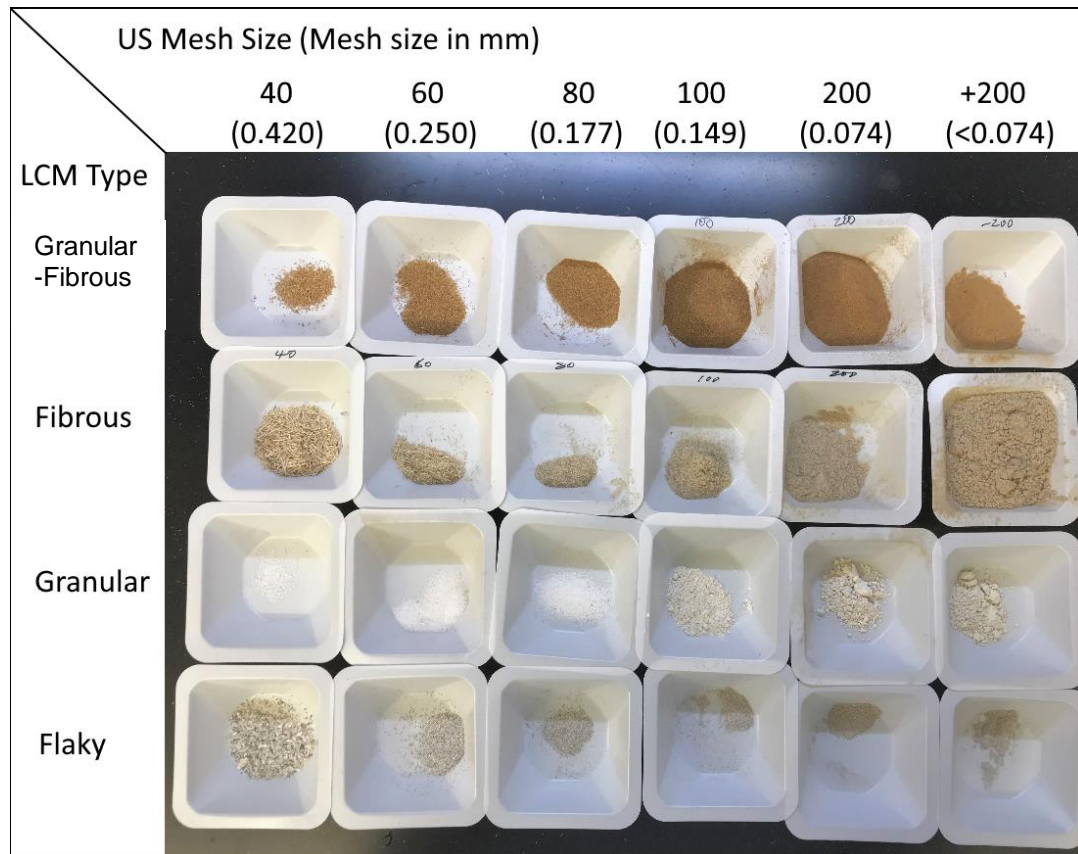 US Mesh Size (Mesh size in mm)
40 60 80 100 200 +200
(0.420) (0.250) (0.177) (0.149) (0.074) (<0.074)
LCM Type
Granular
-Fibrous
100 200 -200
Fibrous
40 60 80 100 200
Granular
Flaky